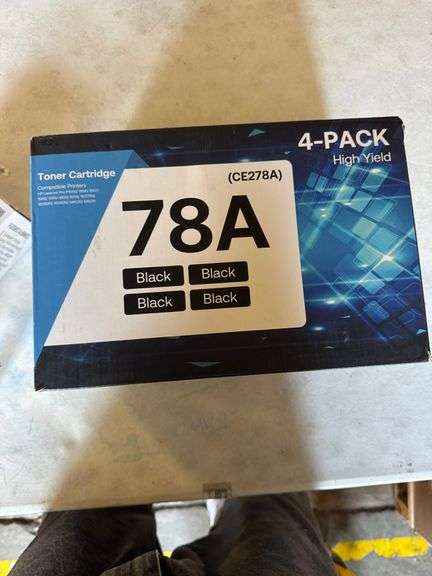 4-PACK
High Yield
Toner Cartridge
Compatible Printers
(CE278A)
78A
Black Black
Black Black